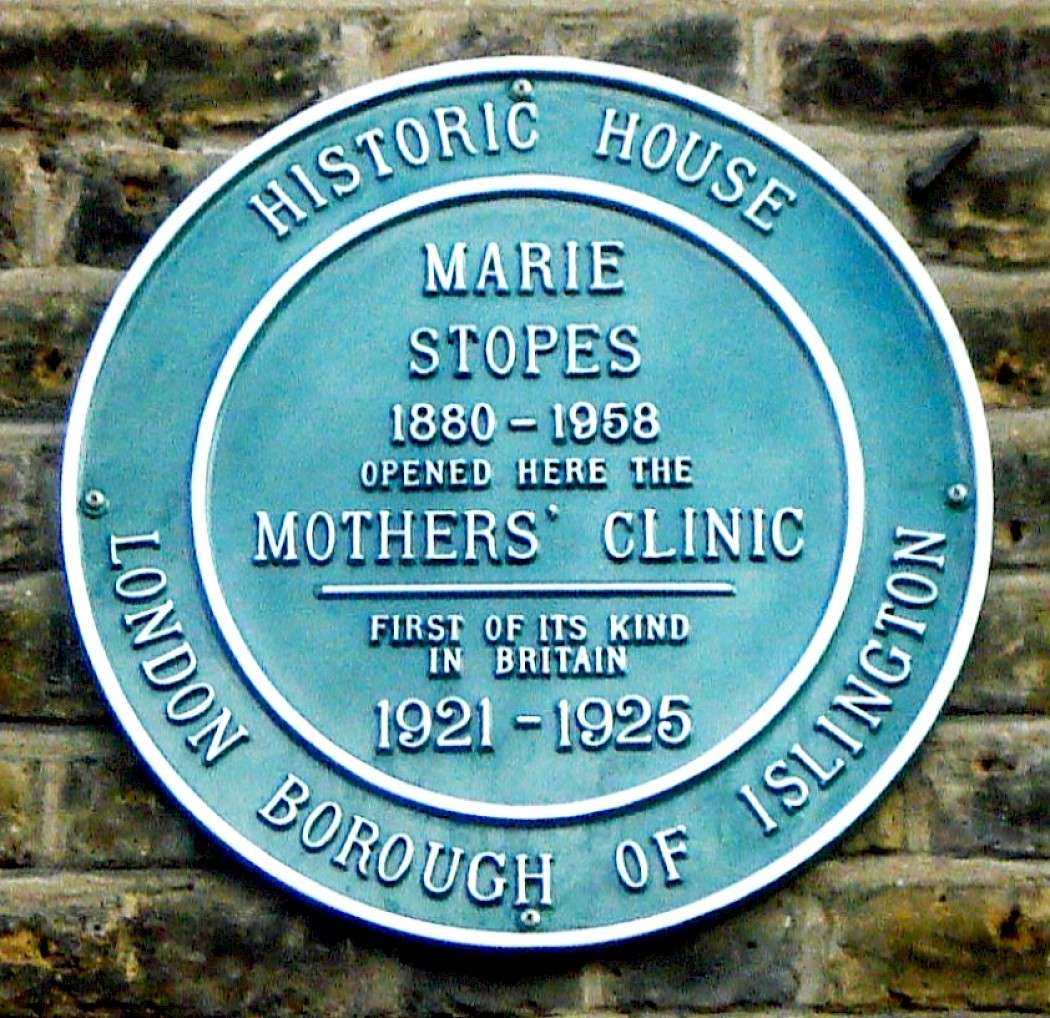 HISTORIC HOUSE
MARIE
STOPES
1880 – 1958
OPENED HERE THE
MOTHERS' CLINIC
FIRST OF ITS KIND
IN BRITAIN
1921 – 1925
LONDON BOROUGH OF ISLINGTON